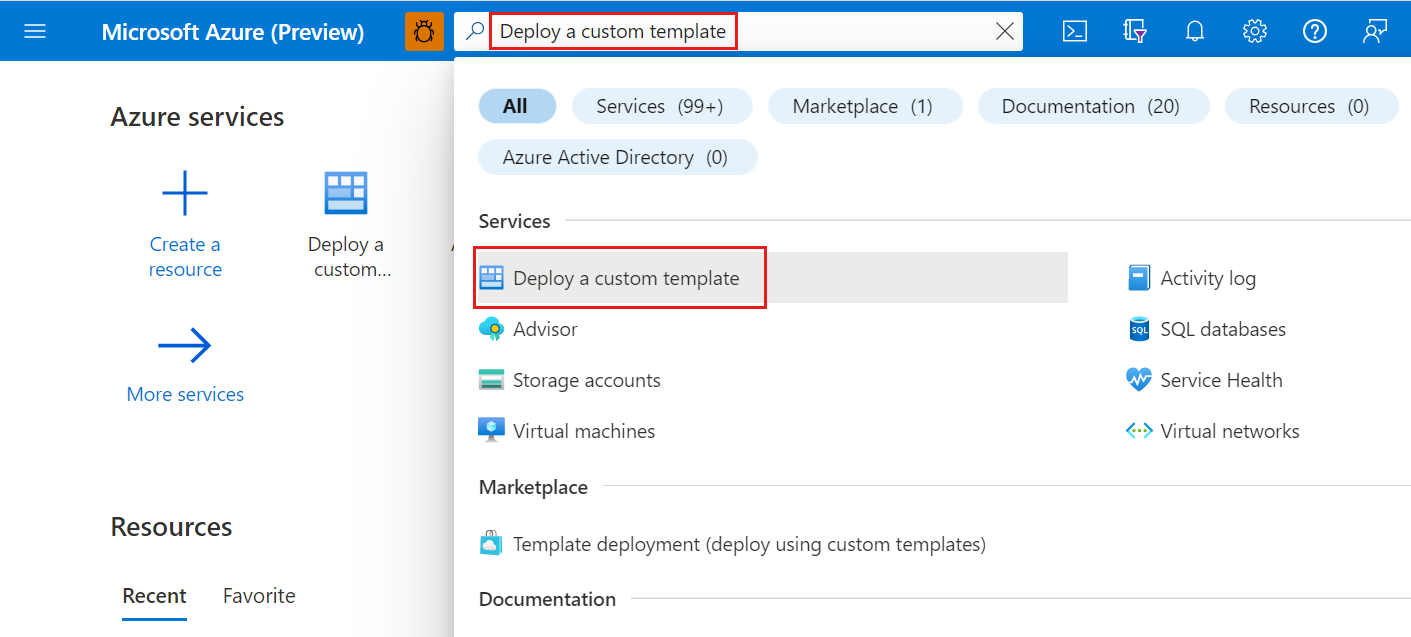 Microsoft Azure (Preview)
Deploy a custom template
All
Services (99+)
Marketplace (1)
Documentation (20)
Resources (0)
Azure Active Directory (0)
Azure services
Create a
resource
Deploy a
custom...
More services
Services
Deploy a custom template
Activity log
Advisor
SQL databases
SQL
Storage accounts
Service Health
Virtual machines
Virtual networks
Marketplace
Template deployment (deploy using custom templates)
Documentation
Resources
Recent
Favorite